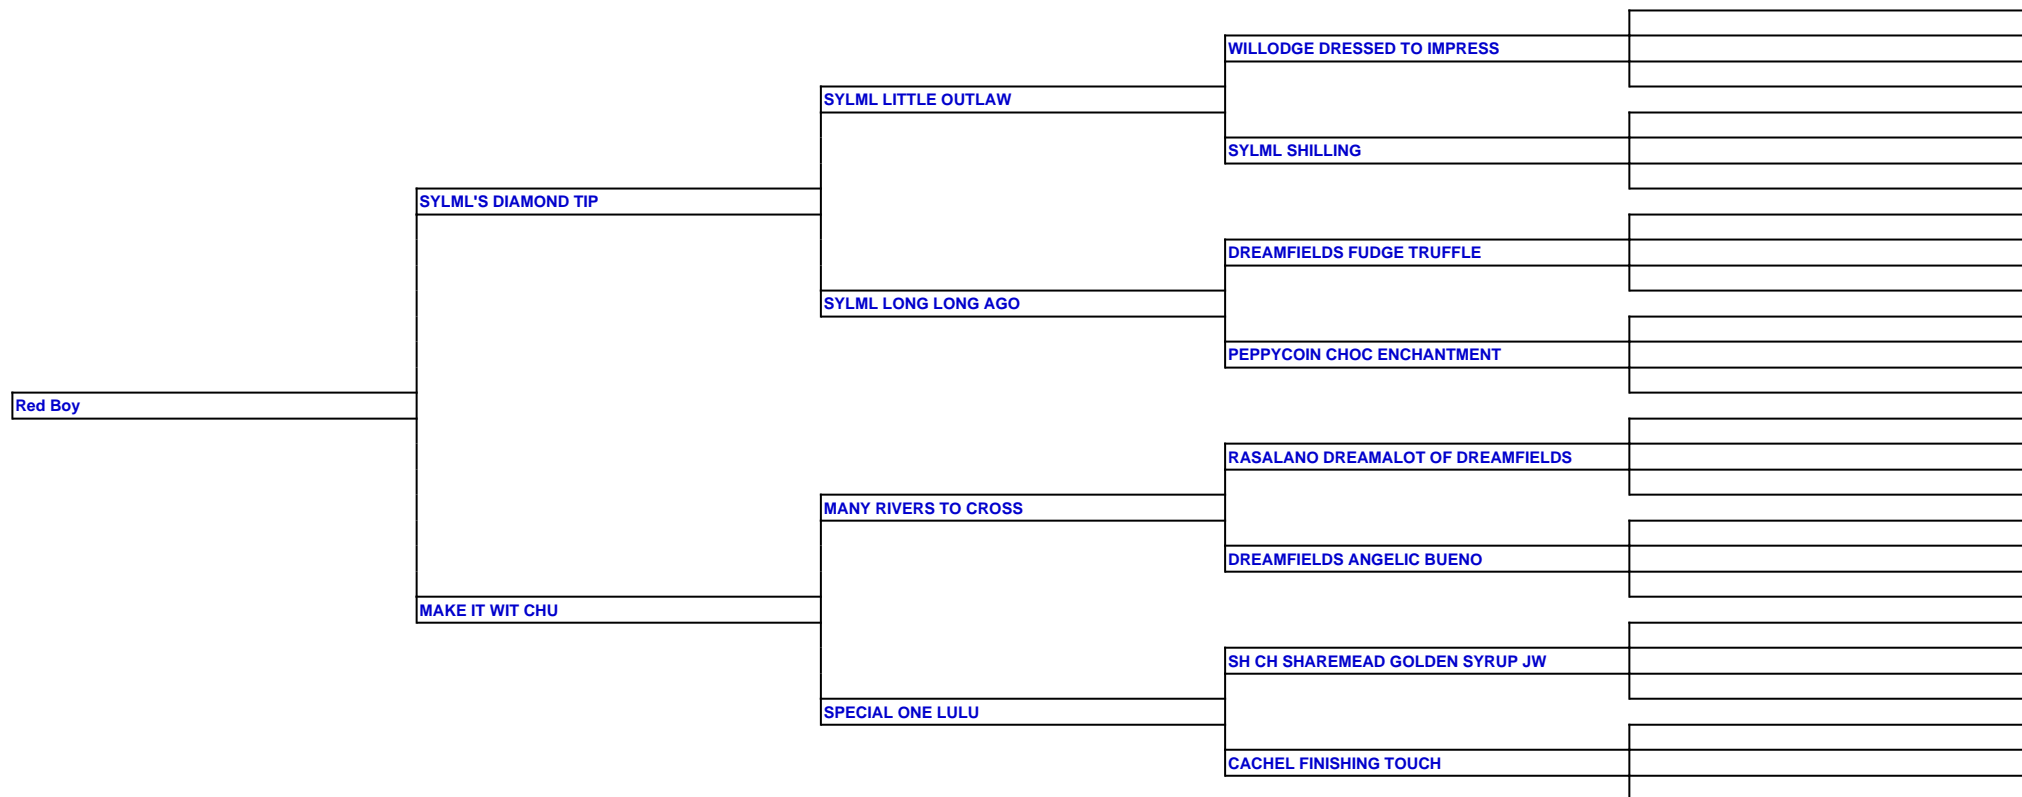 WILLODGE DRESSED TO IMPRESS
SYLML LITTLE OUTLAW
SYLML SHILLING
SYLML'S DIAMOND TIP
DREAMFIELDS FUDGE TRUFFLE
SYLML LONG LONG AGO
PEPPYCOIN CHOC ENCHANTMENT
Red Boy
RASALANO DREAMALOT OF DREAMFIELDS
MANY RIVERS TO CROSS
DREAMFIELDS ANGELIC BUENO
MAKE IT WIT CHU
SH CH SHAREMEAD GOLDEN SYRUP JW
SPECIAL ONE LULU
CACHEL FINISHING TOUCH